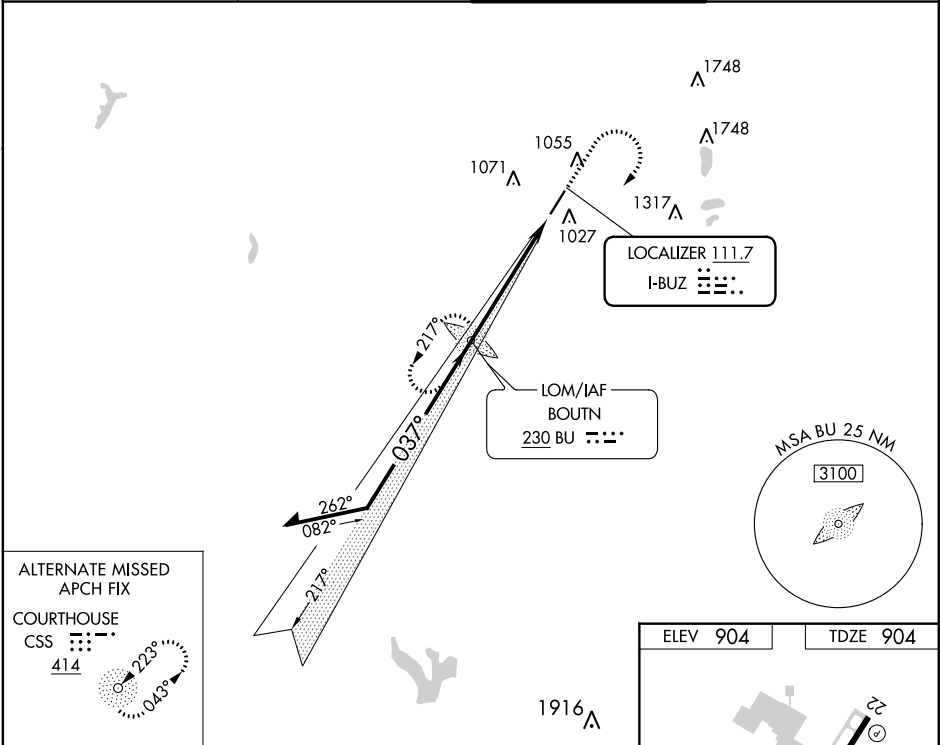 1748
1748
1055
1071
1317
1027
LOCALIZER 111.7
I-BUZ
217°
LOM/IAF
BOUTN
230 BU
037°
MSA BU 25 NM
3100
262°
082°
217°
ALTERNATE MISSED
APCH FIX
COURTHOUSE
CSS
414
223°
043°
1916
ELEV 904
TDZE 904
22
P